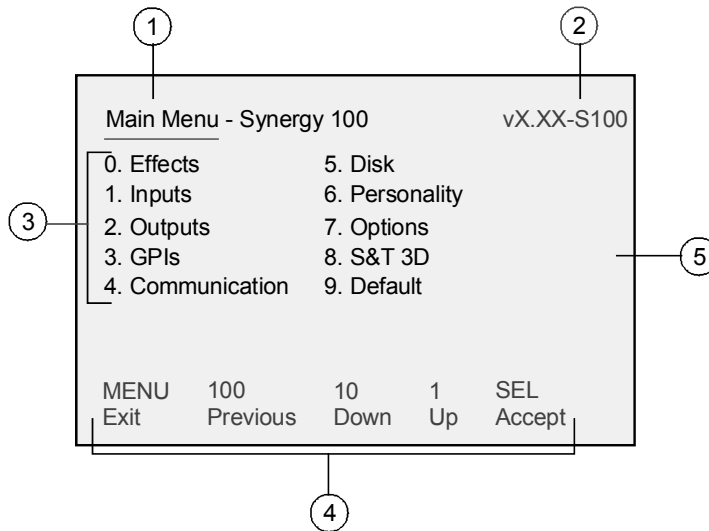 1
2
Main Menu - Synergy 100 vX.XX-S100
0. Effects 5. Disk
1. Inputs 6. Personality
3
2. Outputs 7. Options
3. GPIs 8. S&T 3D
5
4. Communication 9. Default
MENU 100 10 1 SEL
Exit Previous Down Up Accept
4